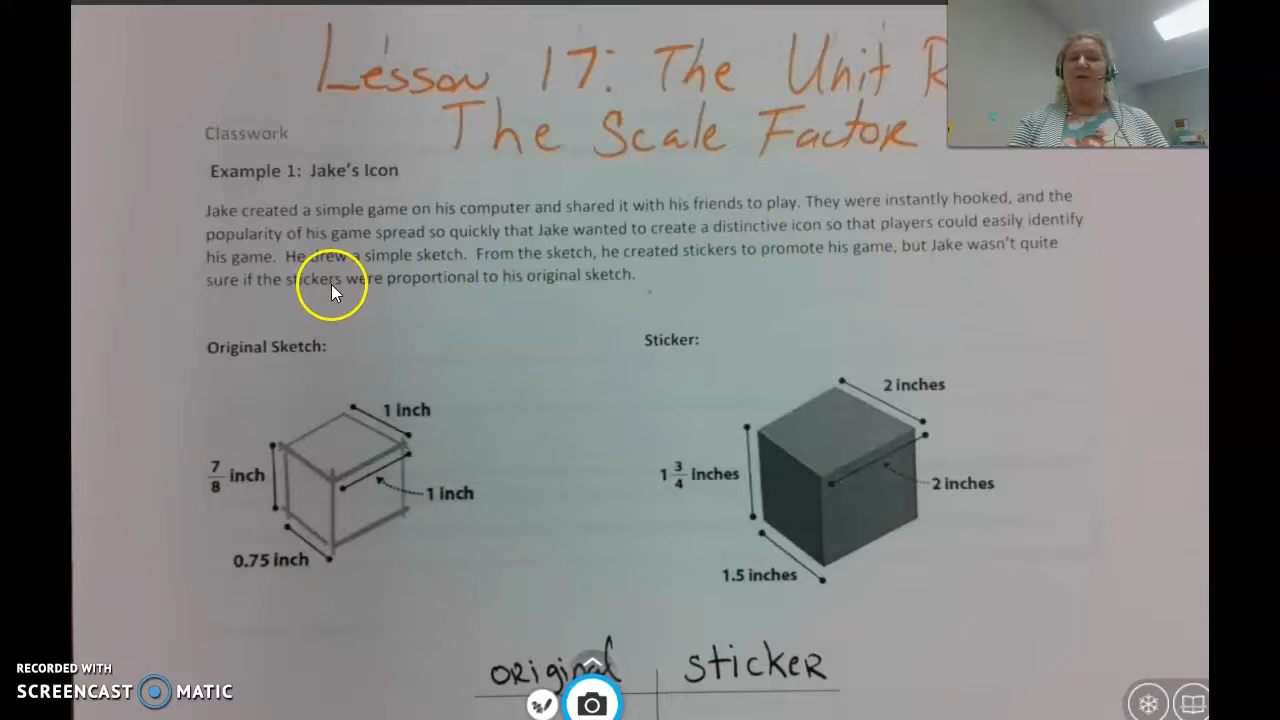 Lesson 17: The Unit R
The Scale Factor
Classwork
Example 1: Jake's Icon
Jake created a simple game on his computer and shared it with his friends to play. They were instantly hooked, and the
popularity of his game spread so quickly that Jake wanted to create a distinctive icon so that players could easily identify
his game. He drew a simple sketch. From the sketch, he created stickers to promote his game, but Jake wasn't quite
sure if the stickers were proportional to his original sketch.
Original Sketch:
Sticker:
1 inch
7/8 inch
1 inch
0.75 inch
2 inches
1 3/4 inches
2 inches
1.5 inches
original sticker
RECORDED WITH
SCREENCAST MATIC